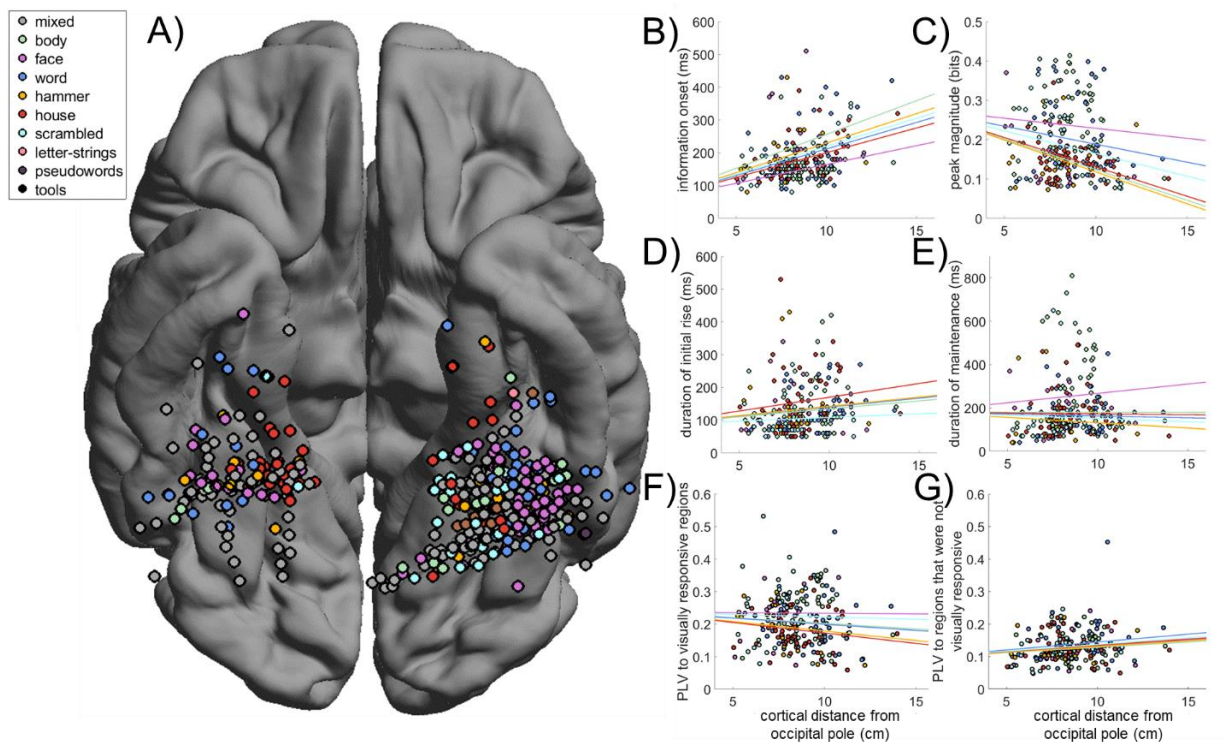 mixed
body
face
word
hammer
house
scrambled
letter-strings
pseudowords
tools
A)
B)
information onset (ms)
600
500
400
300
200
100
0
5
10
15
C)
peak magnitude (bits)
0.5
0.4
0.3
0.2
0.1
0
5
10
15
D)
duration of initial rise (ms)
600
500
400
300
200
100
0
5
10
15
E)
duration of maintenance (ms)
800
600
400
200
0
5
10
15
F)
PLV to visually responsive regions
0.6
0.5
0.4
0.3
0.2
0.1
0
5
10
15
cortical distance from
occipital pole (cm)
G)
PLV to regions that were not
visually responsive
0.6
0.5
0.4
0.3
0.2
0.1
0
5
10
15
cortical distance from
occipital pole (cm)